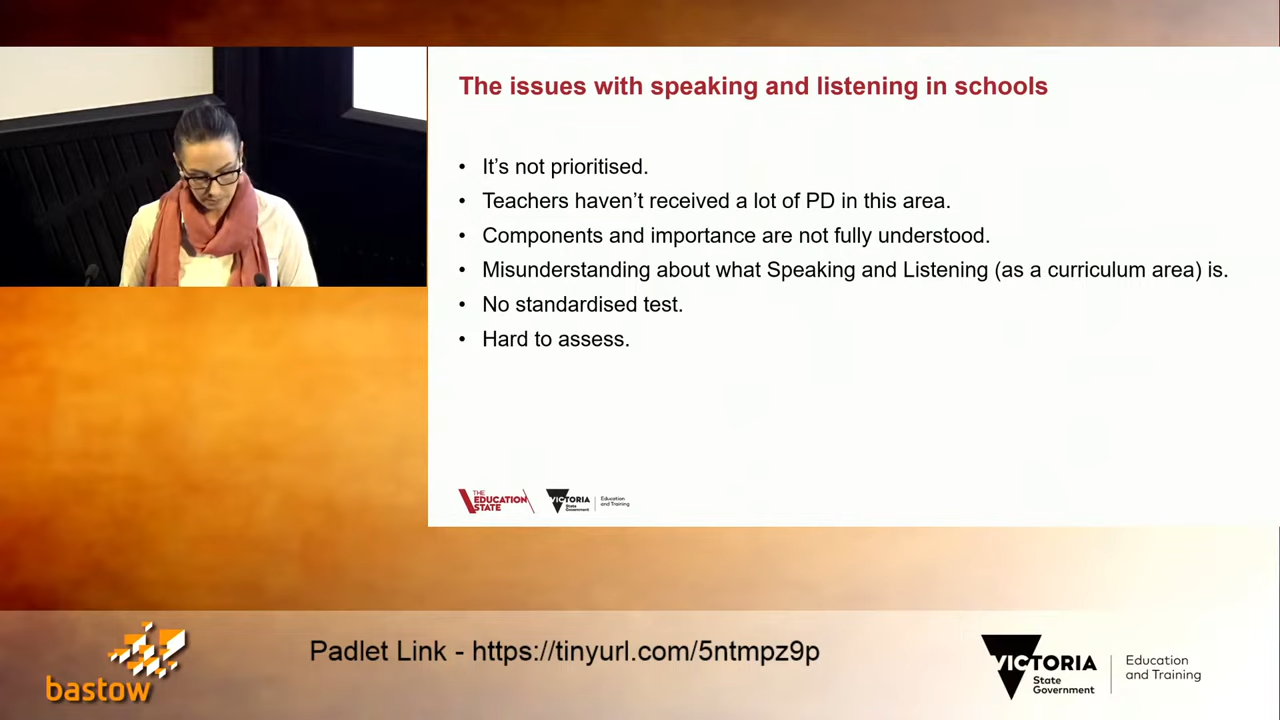 The issues with speaking and listening in schools
• It's not prioritised.
• Teachers haven't received a lot of PD in this area.
• Components and importance are not fully understood.
• Misunderstanding about what Speaking and Listening (as a curriculum area) is.
• No standardised test.
• Hard to assess.
THE
EDUCATION
STATE
VICTORIA
State
Government
Education
and Training
Padlet Link - https://tinyurl.com/5ntmpz9p
bastow
VICTORIA
State
Government
Education
and Training